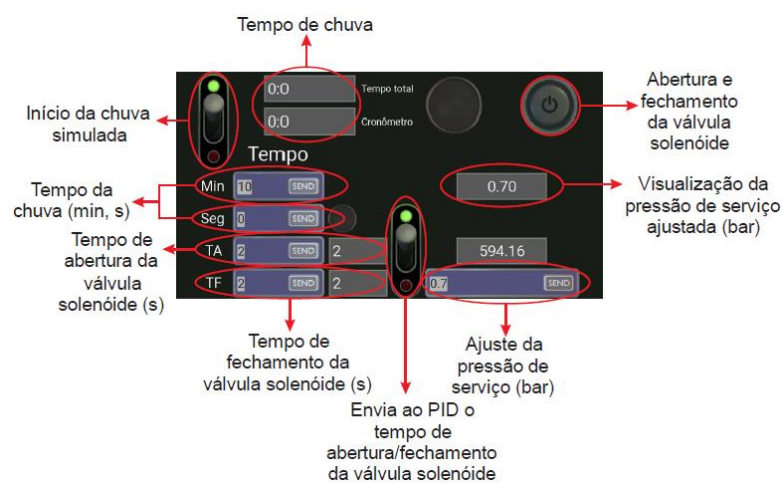 Tempo de chuva
Início da chuva
simulada
0:0
Tempo total
0:0
Cronômetro
Abertura e
fechamento
da válvula
solenóide
Tempo
Tempo da
chuva (min, s)
Min 10 SEND
Seg 0 SEND
0.70
Visualização da
pressão de serviço
ajustada (bar)
Tempo de
abertura da
válvula
solenóide (s)
TA 2 SEND 2
594.16
TF 2 SEND 2
0.7 SEND
Tempo de
fechamento da
válvula solenóide (s)
Ajuste da
pressão de
serviço (bar)
Envia ao PID o
tempo de
abertura/fechamento
da válvula solenóide